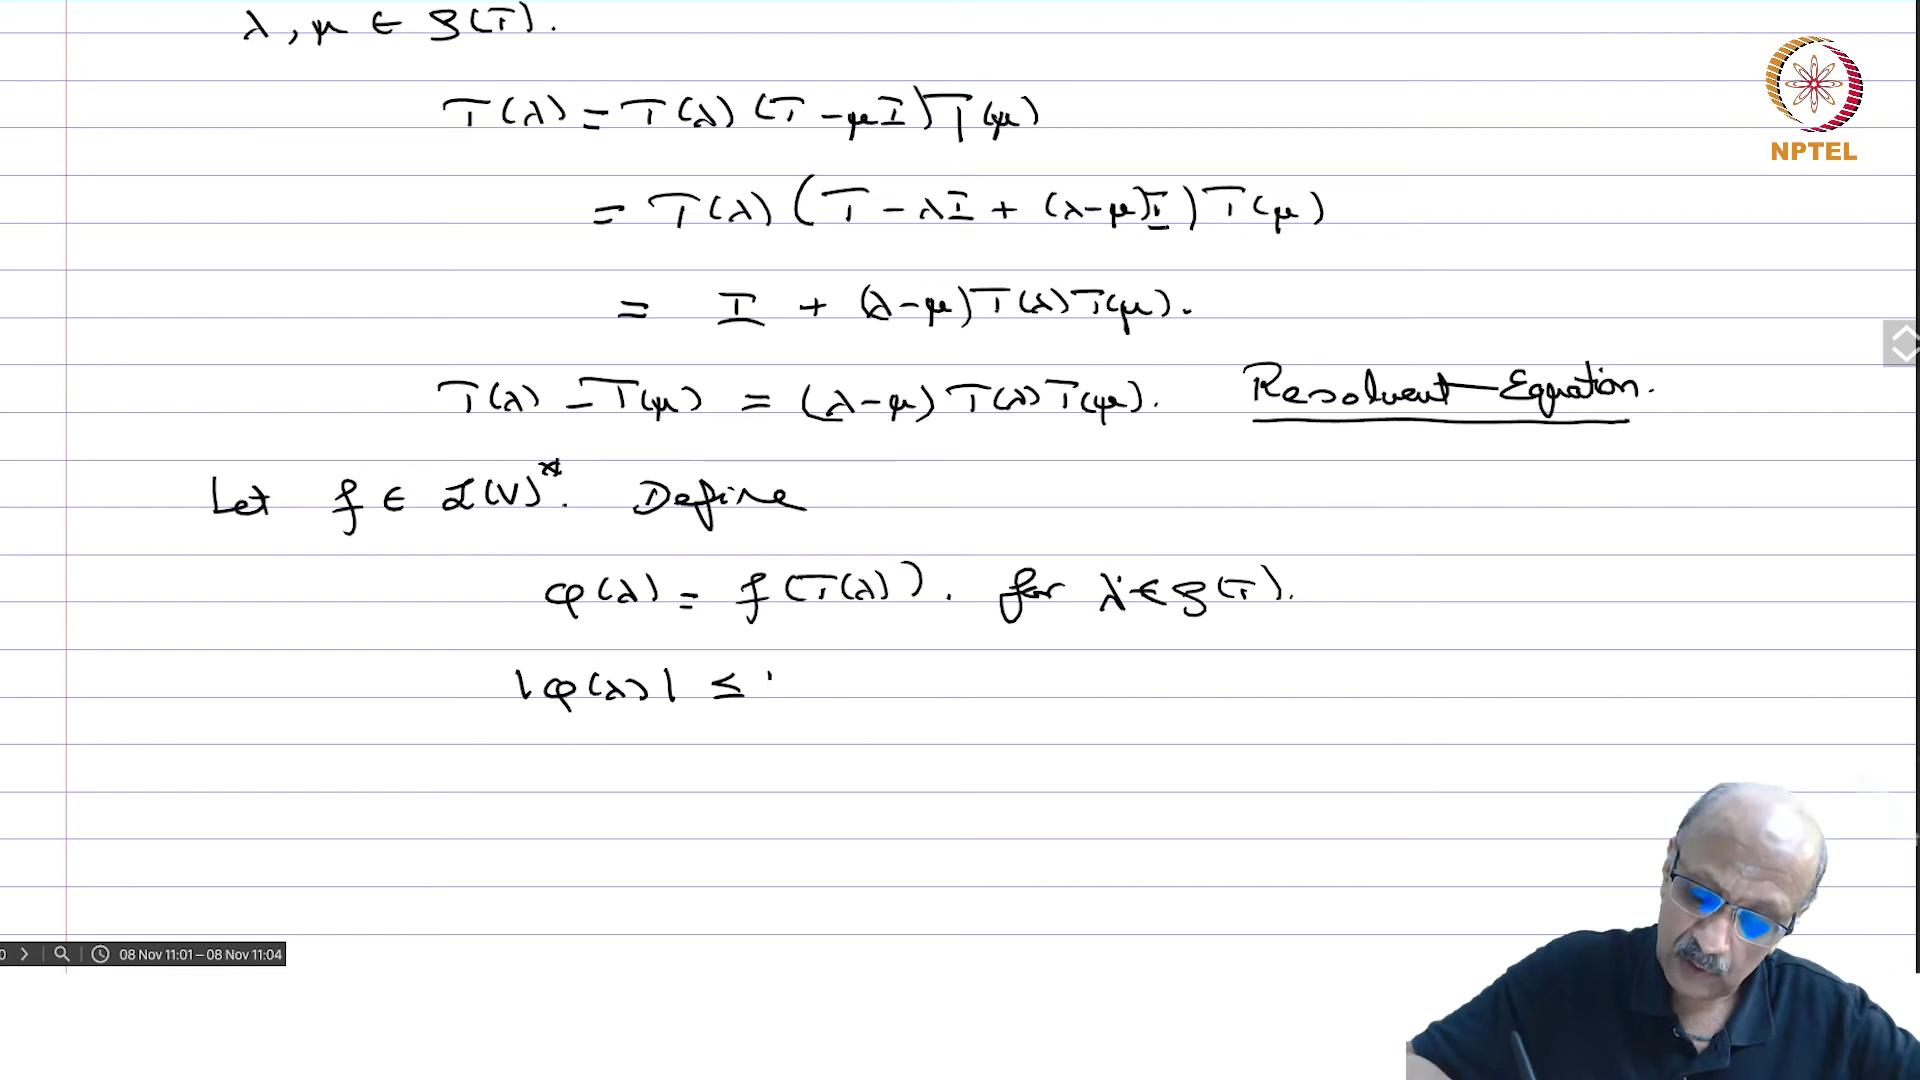 λ, μ ∈ ρ(T).
NPTEL
T(λ) = T(λ) (T - μI) T(μ)
= T(λ) (T - λI + (λ-μ)I) T(μ)
= I + (λ-μ) T(λ) T(μ).
T(λ) - T(μ) = (λ-μ) T(λ) T(μ). Resolvent Equation.
Let f ∈ ℒ(V)*. Define
φ(λ) = f(T(λ)). for λ ∈ ρ(T).
|φ(λ)| ≤
08 Nov 11:01 – 08 Nov 11:04